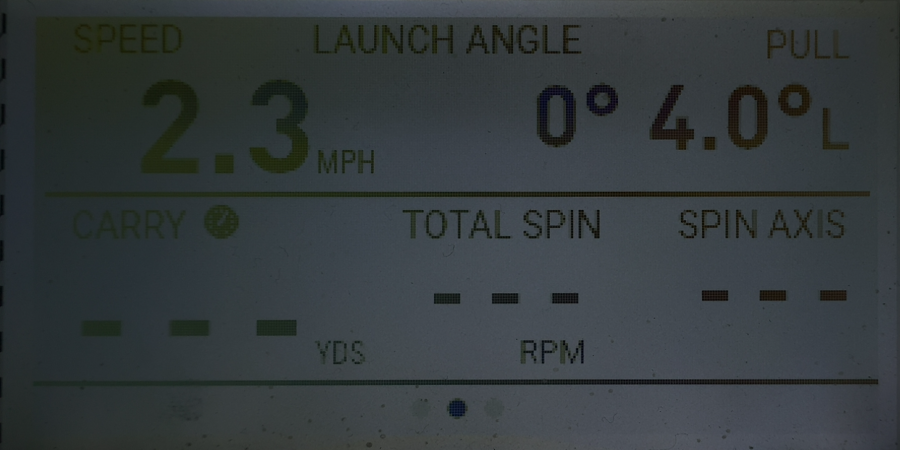 SPEED LAUNCH ANGLE PULL
2.3 MPH 0° 4.0° L
CARRY TOTAL SPIN SPIN AXIS
--- --- ---
YDS RPM